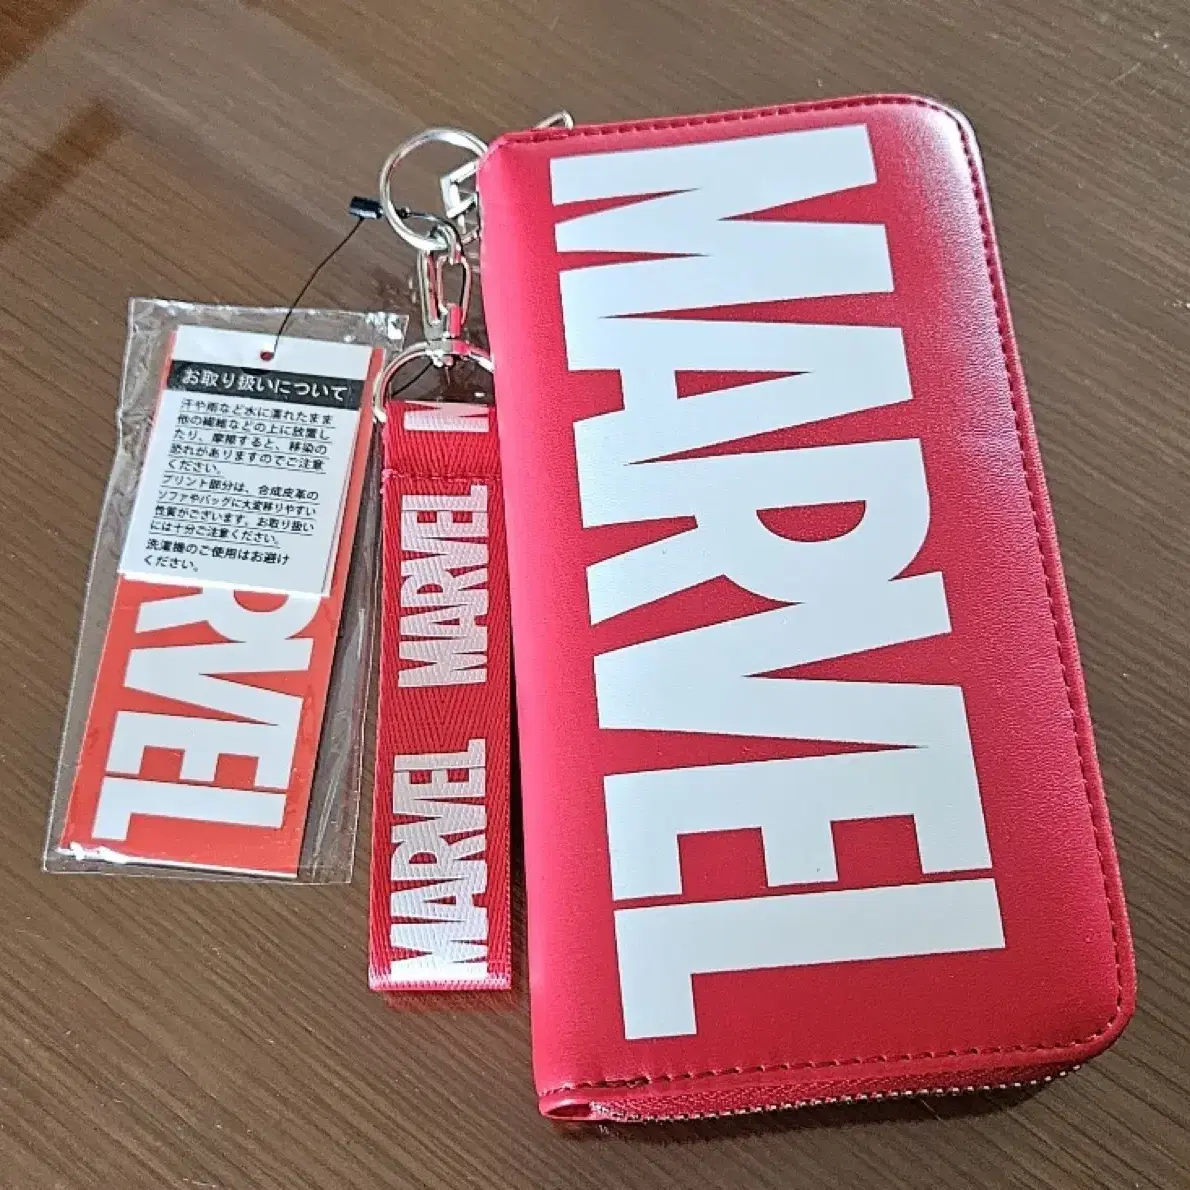 お取り扱いについて
汗や雨など水に濡れたまま
他の繊維などの上に放置し
たり、摩擦すると、移染の
恐れがありますのでご注意
ください。
プリント部分は、合成皮革の
ソファやバッグに大変移りやすい
性質がございます。お取り扱い
には十分ご注意ください。
洗濯機のご使用はお避け
ください。
RVEL
M
MARVEL
MARVEL
MARVEL